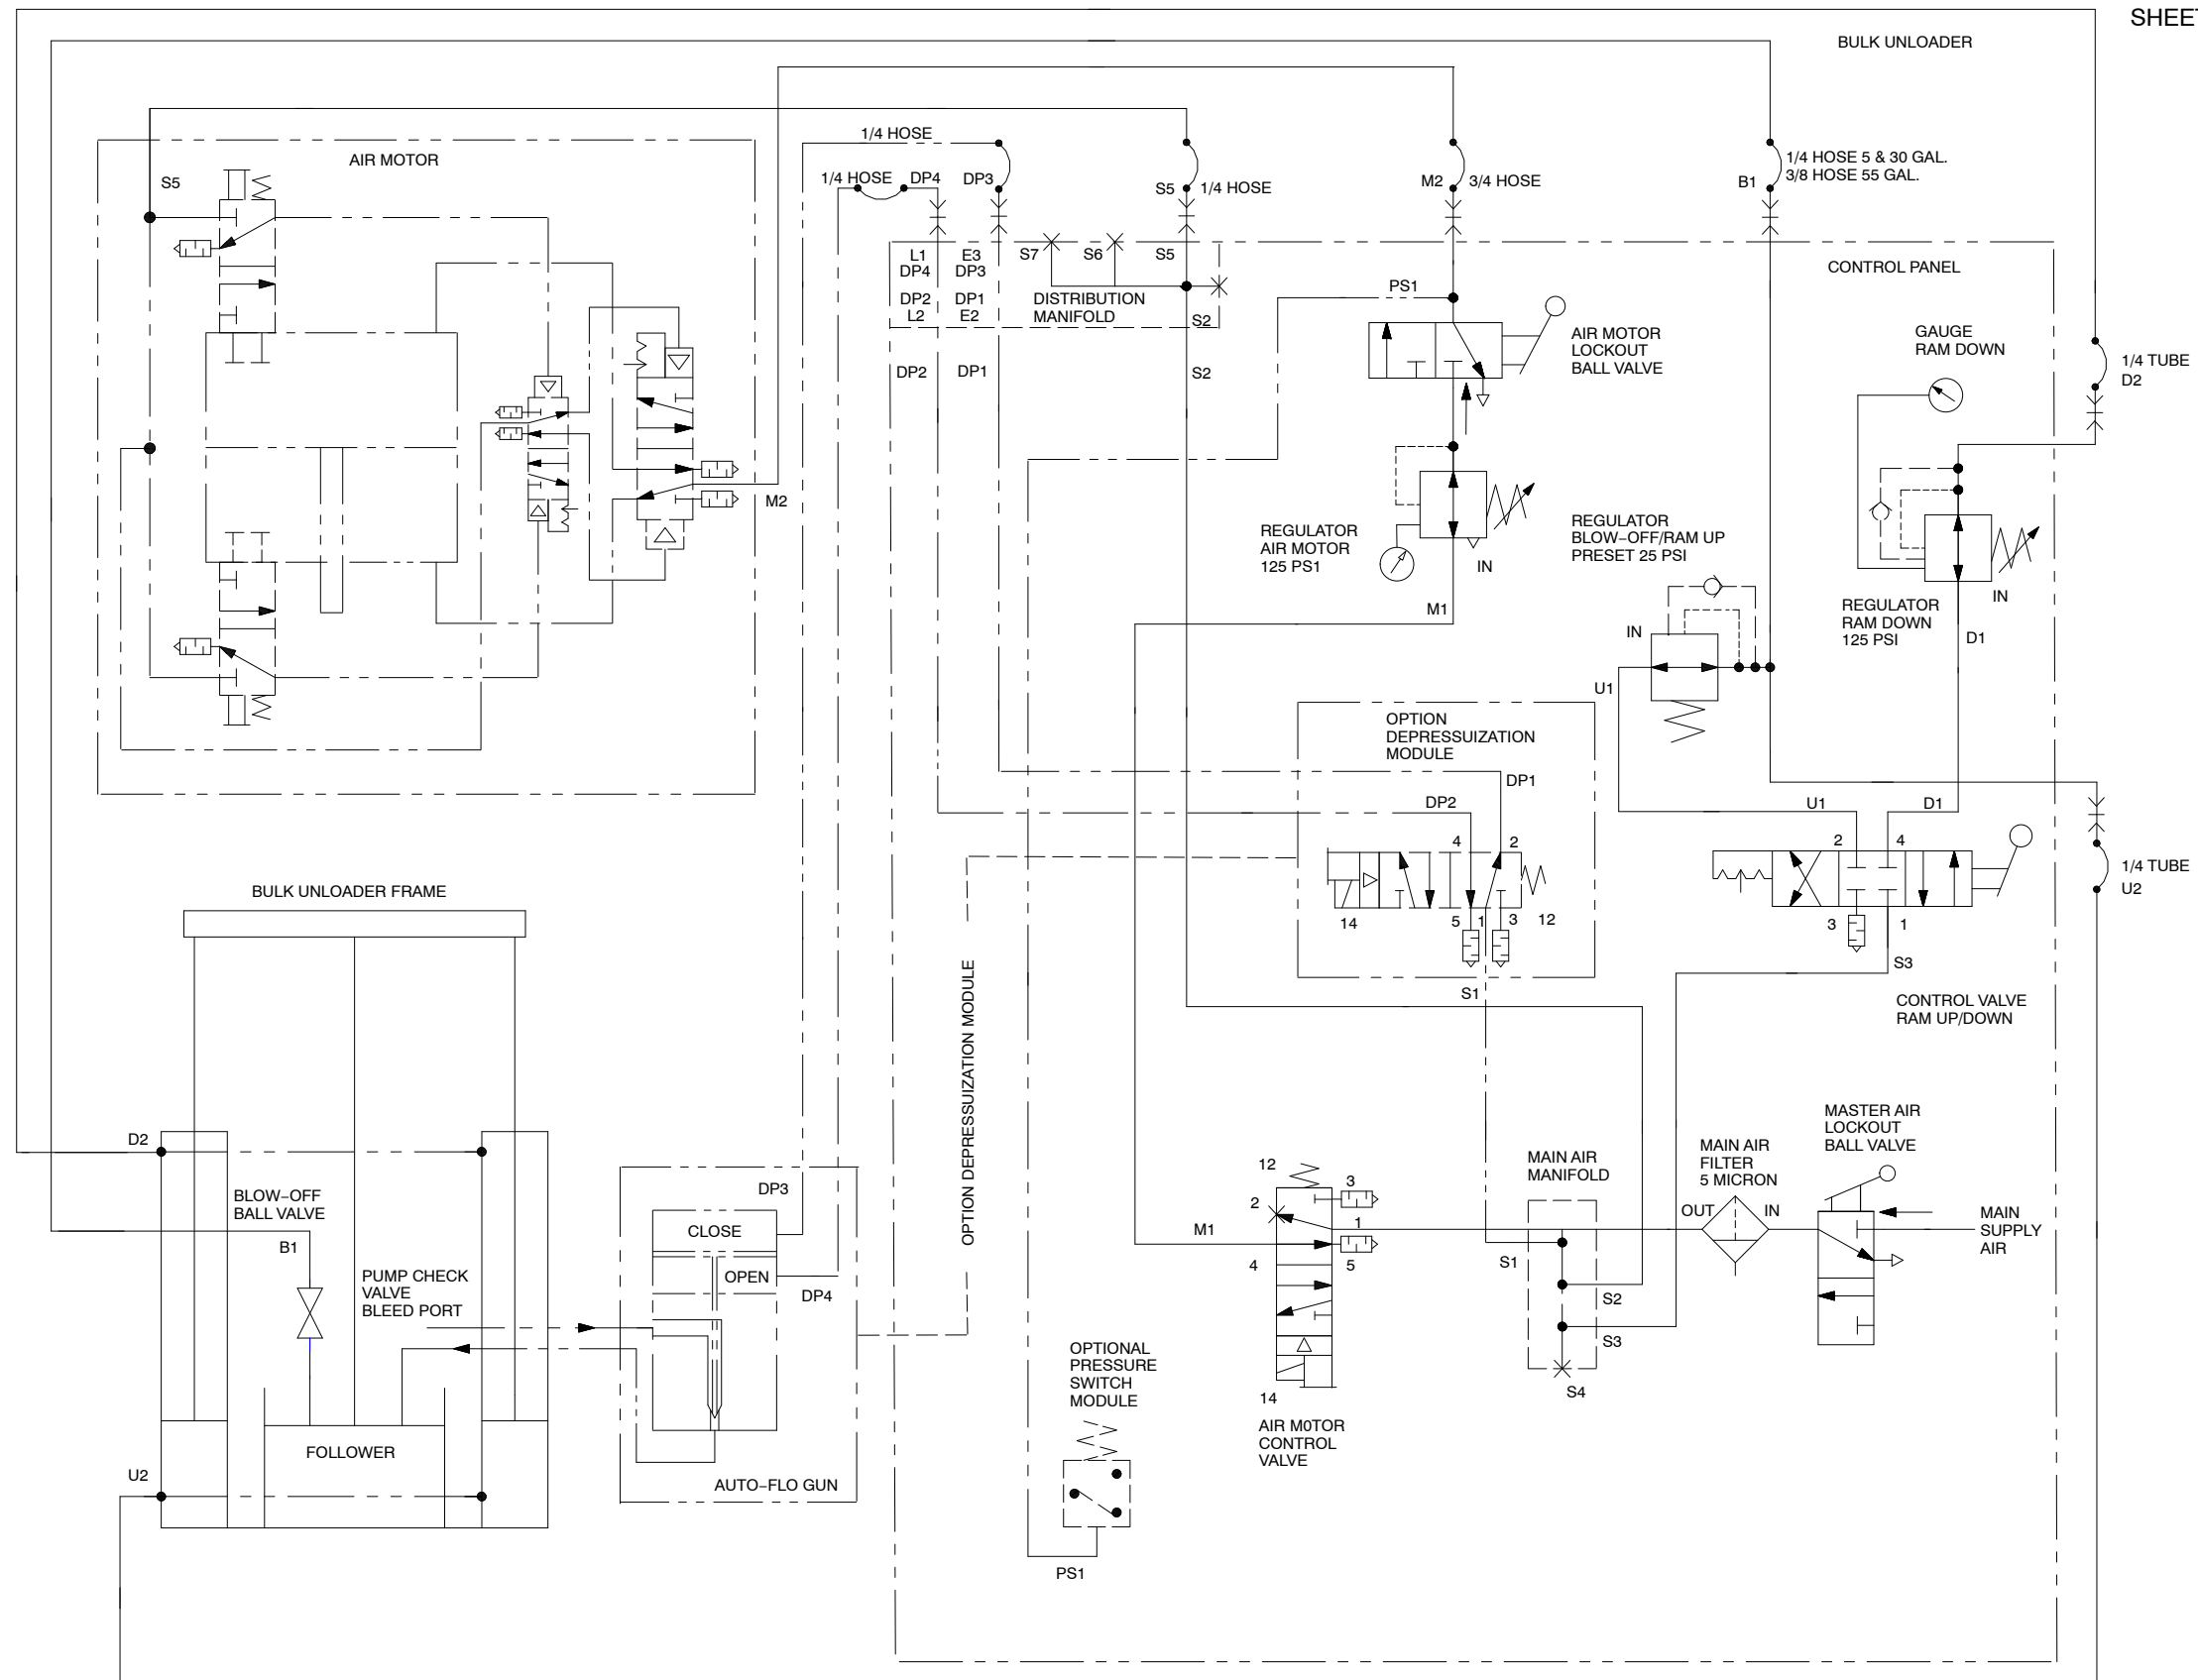 SHEET
BULK UNLOADER
1/4 HOSE
AIR MOTOR
1/4 HOSE 5 & 30 GAL.
3/8 HOSE 55 GAL.
S5
1/4 HOSE
DP4
DP3
S5
1/4 HOSE
M2
3/4 HOSE
B1
L1
DP4
E3
DP3
S7
S6
S5
CONTROL PANEL
DP2
L2
DP1
E2
DISTRIBUTION
MANIFOLD
S2
PS1
AIR MOTOR
LOCKOUT
BALL VALVE
GAUGE
RAM DOWN
1/4 TUBE
D2
DP2
DP1
S2
M2
REGULATOR
AIR MOTOR
125 PS1
IN
REGULATOR
BLOW-OFF/RAM UP
PRESET 25 PSI
IN
M1
IN
REGULATOR
RAM DOWN
125 PSI
D1
U1
OPTION
DEPRESSUIZATION
MODULE
DP1
DP2
U1
D1
4
2
2
4
14
5
1
3
12
3
1
1/4 TUBE
U2
BULK UNLOADER FRAME
S3
S1
CONTROL VALVE
RAM UP/DOWN
OPTION DEPRESSUIZATION MODULE
MASTER AIR
LOCKOUT
BALL VALVE
MAIN AIR
FILTER
5 MICRON
MAIN AIR
MANIFOLD
D2
BLOW-OFF
BALL VALVE
B1
DP3
CLOSE
OPEN
DP4
PUMP CHECK
VALVE
BLEED PORT
12
3
2
1
M1
4
5
OUT
IN
MAIN
SUPPLY
AIR
S1
S2
S3
S4
14
AIR M0TOR
CONTROL
VALVE
OPTIONAL
PRESSURE
SWITCH
MODULE
FOLLOWER
U2
AUTO-FLO GUN
PS1